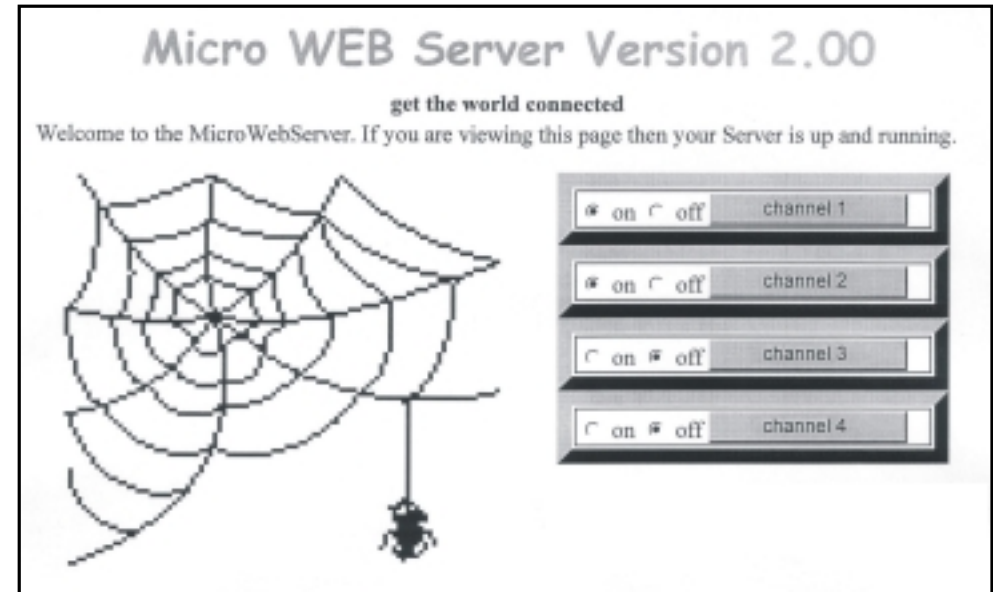 Micro WEB Server Version 2.00
get the world connected
Welcome to the MicroWebServer. If you are viewing this page then your Server is up and running.
on off channel 1
on off channel 2
on off channel 3
on off channel 4